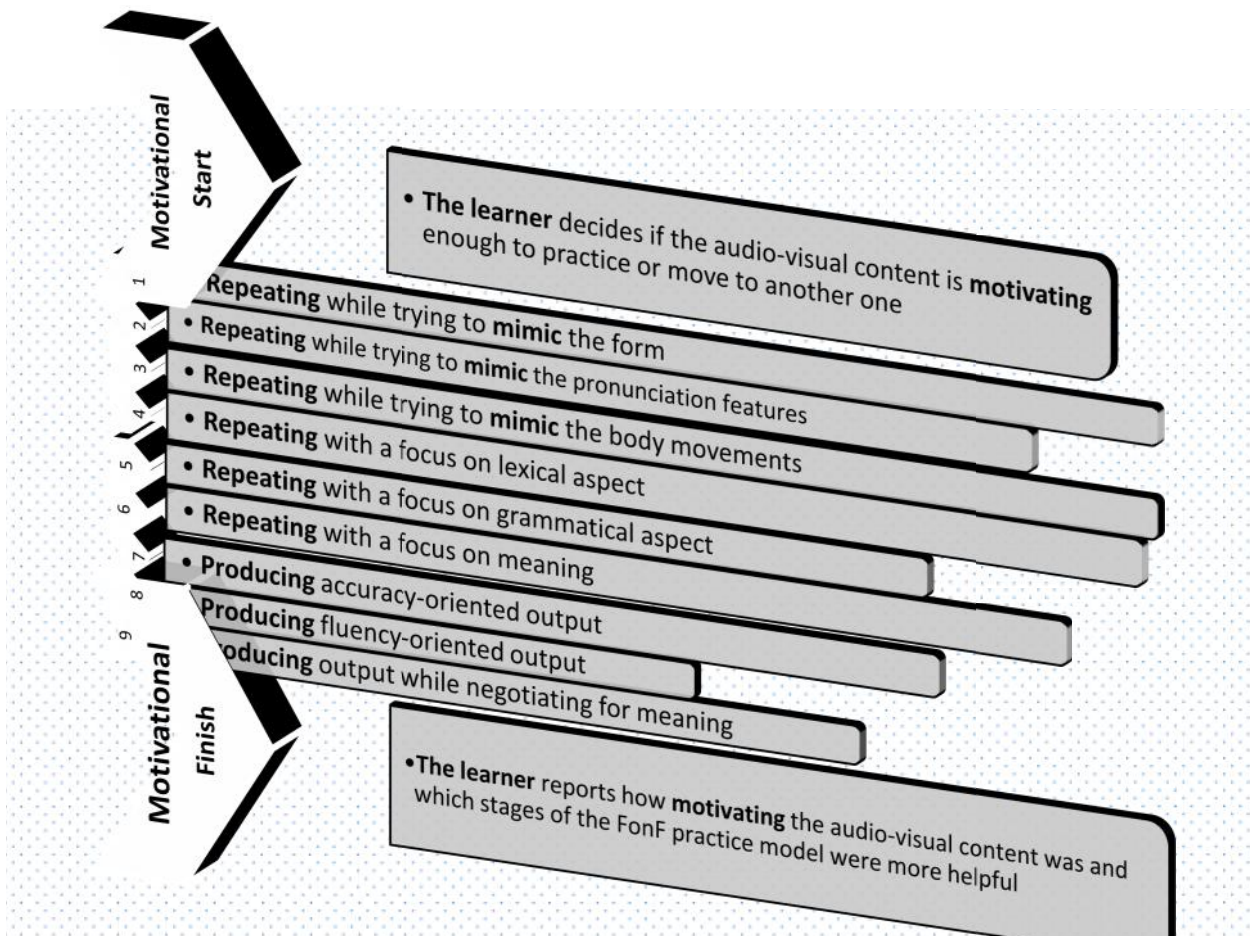 Motivational
Start
• The learner decides if the audio-visual content is motivating
enough to practice or move to another one
1
Repeating while trying to mimic the form
2
• Repeating while trying to mimic the pronunciation features
3
• Repeating while trying to mimic the body movements
4
• Repeating with a focus on lexical aspect
5
• Repeating with a focus on grammatical aspect
6
• Repeating with a focus on meaning
7
• Producing accuracy-oriented output
8
Producing fluency-oriented output
9
oducing output while negotiating for meaning
Motivational
Finish
•The learner reports how motivating the audio-visual content was and
which stages of the FonF practice model were more helpful